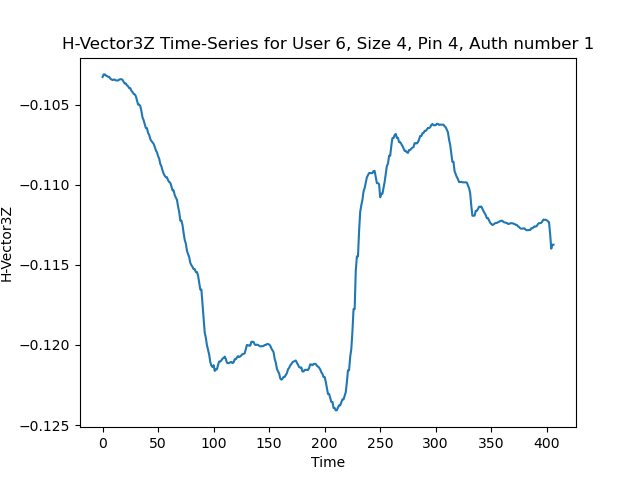 H-Vector3Z Time-Series for User 6, Size 4, Pin 4, Auth number 1
H-Vector3Z
−0.105
−0.110
−0.115
−0.120
−0.125
0 50 100 150 200 250 300 350 400
Time